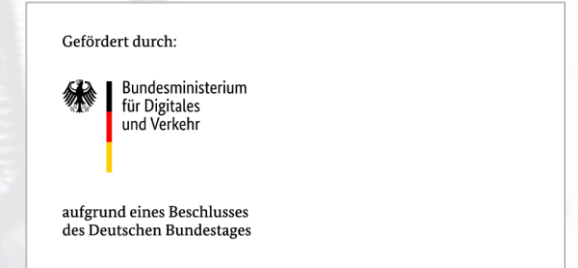 Gefördert durch:
Bundesministerium
für Digitales
und Verkehr
aufgrund eines Beschlusses
des Deutschen Bundestages